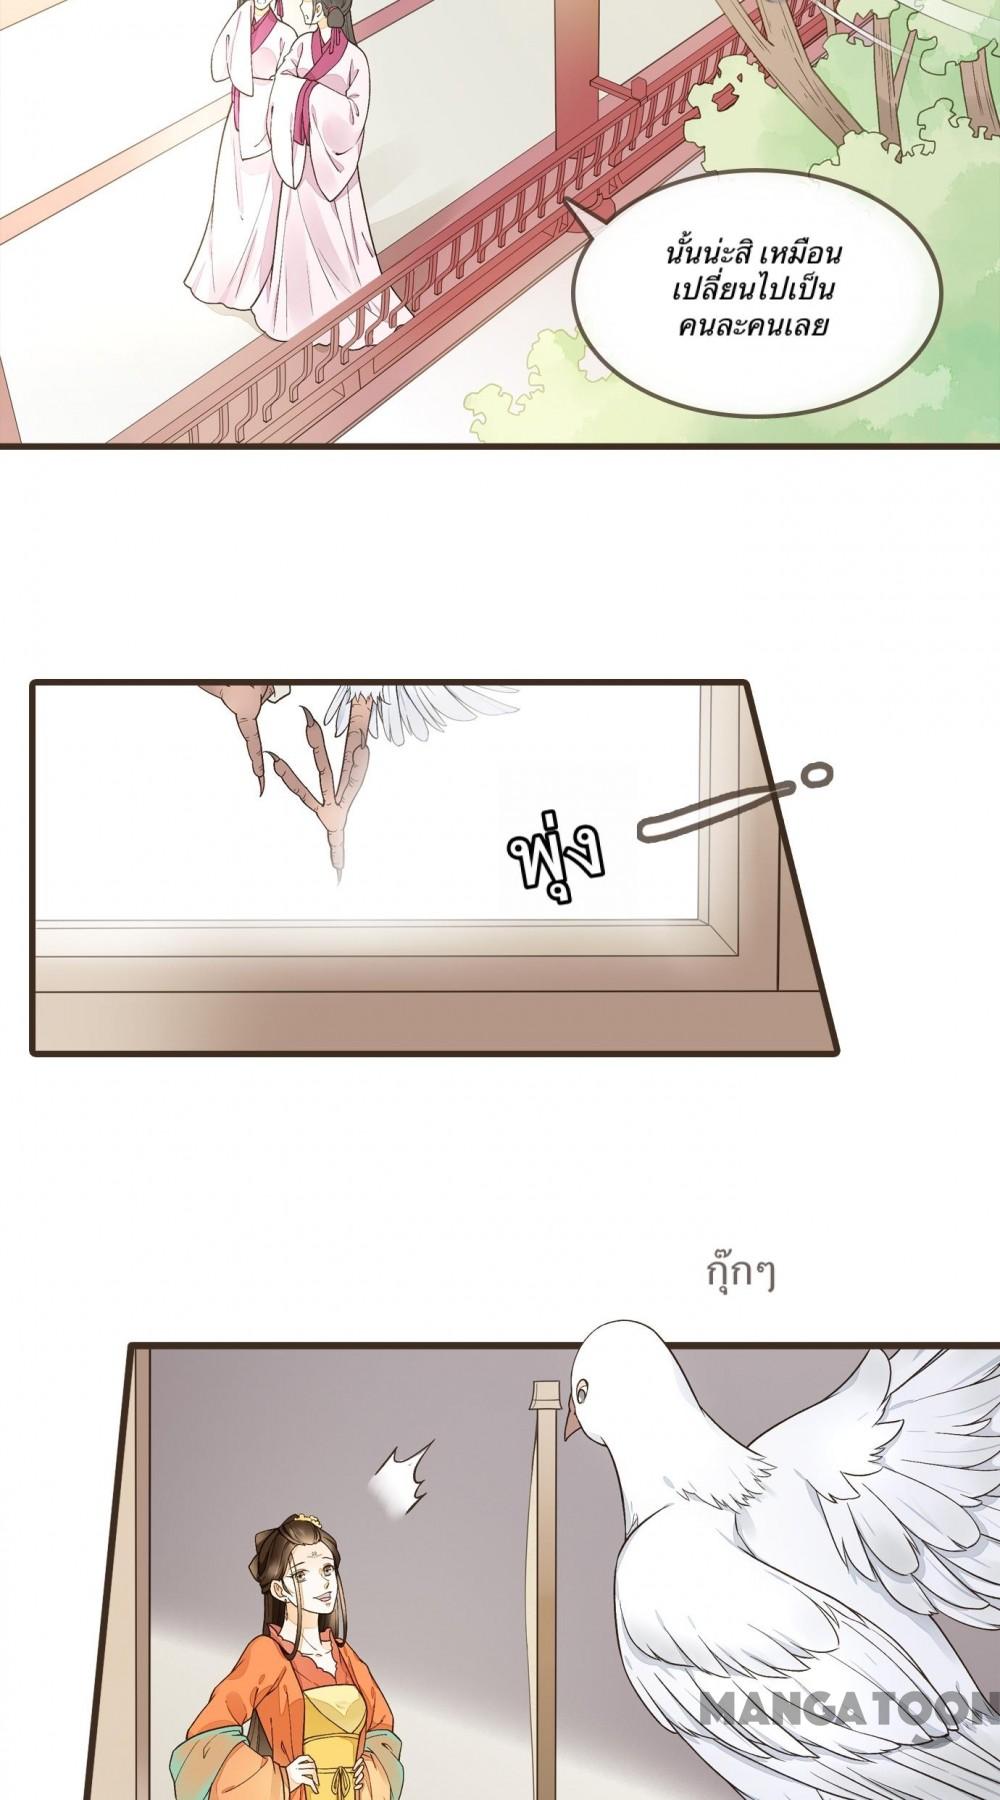 นั้นน่ะสิ เหมือน
เปลี่ยนไปเป็น
คนละคนเลย
พุ่ง
กุ๊กๆ
MANGATOON